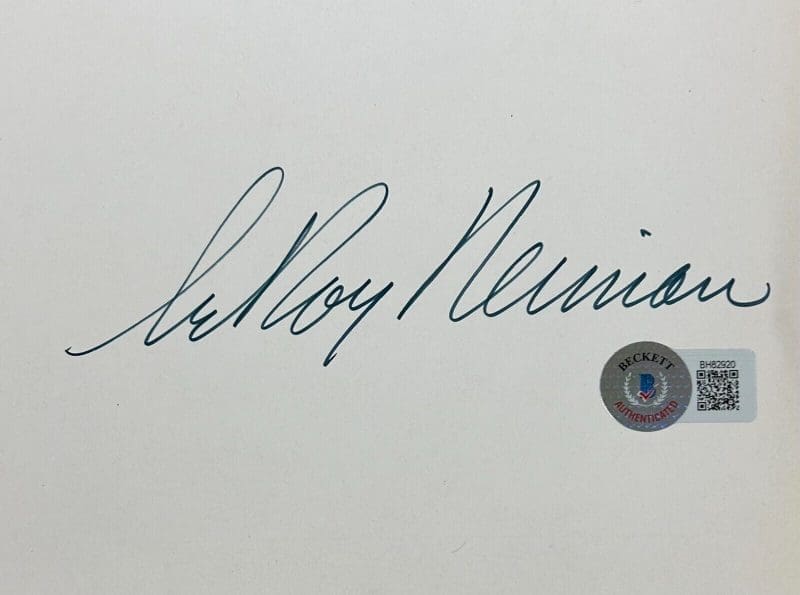 LeRoy Neiman
BECKETT
AUTHENTICATED
BH82920